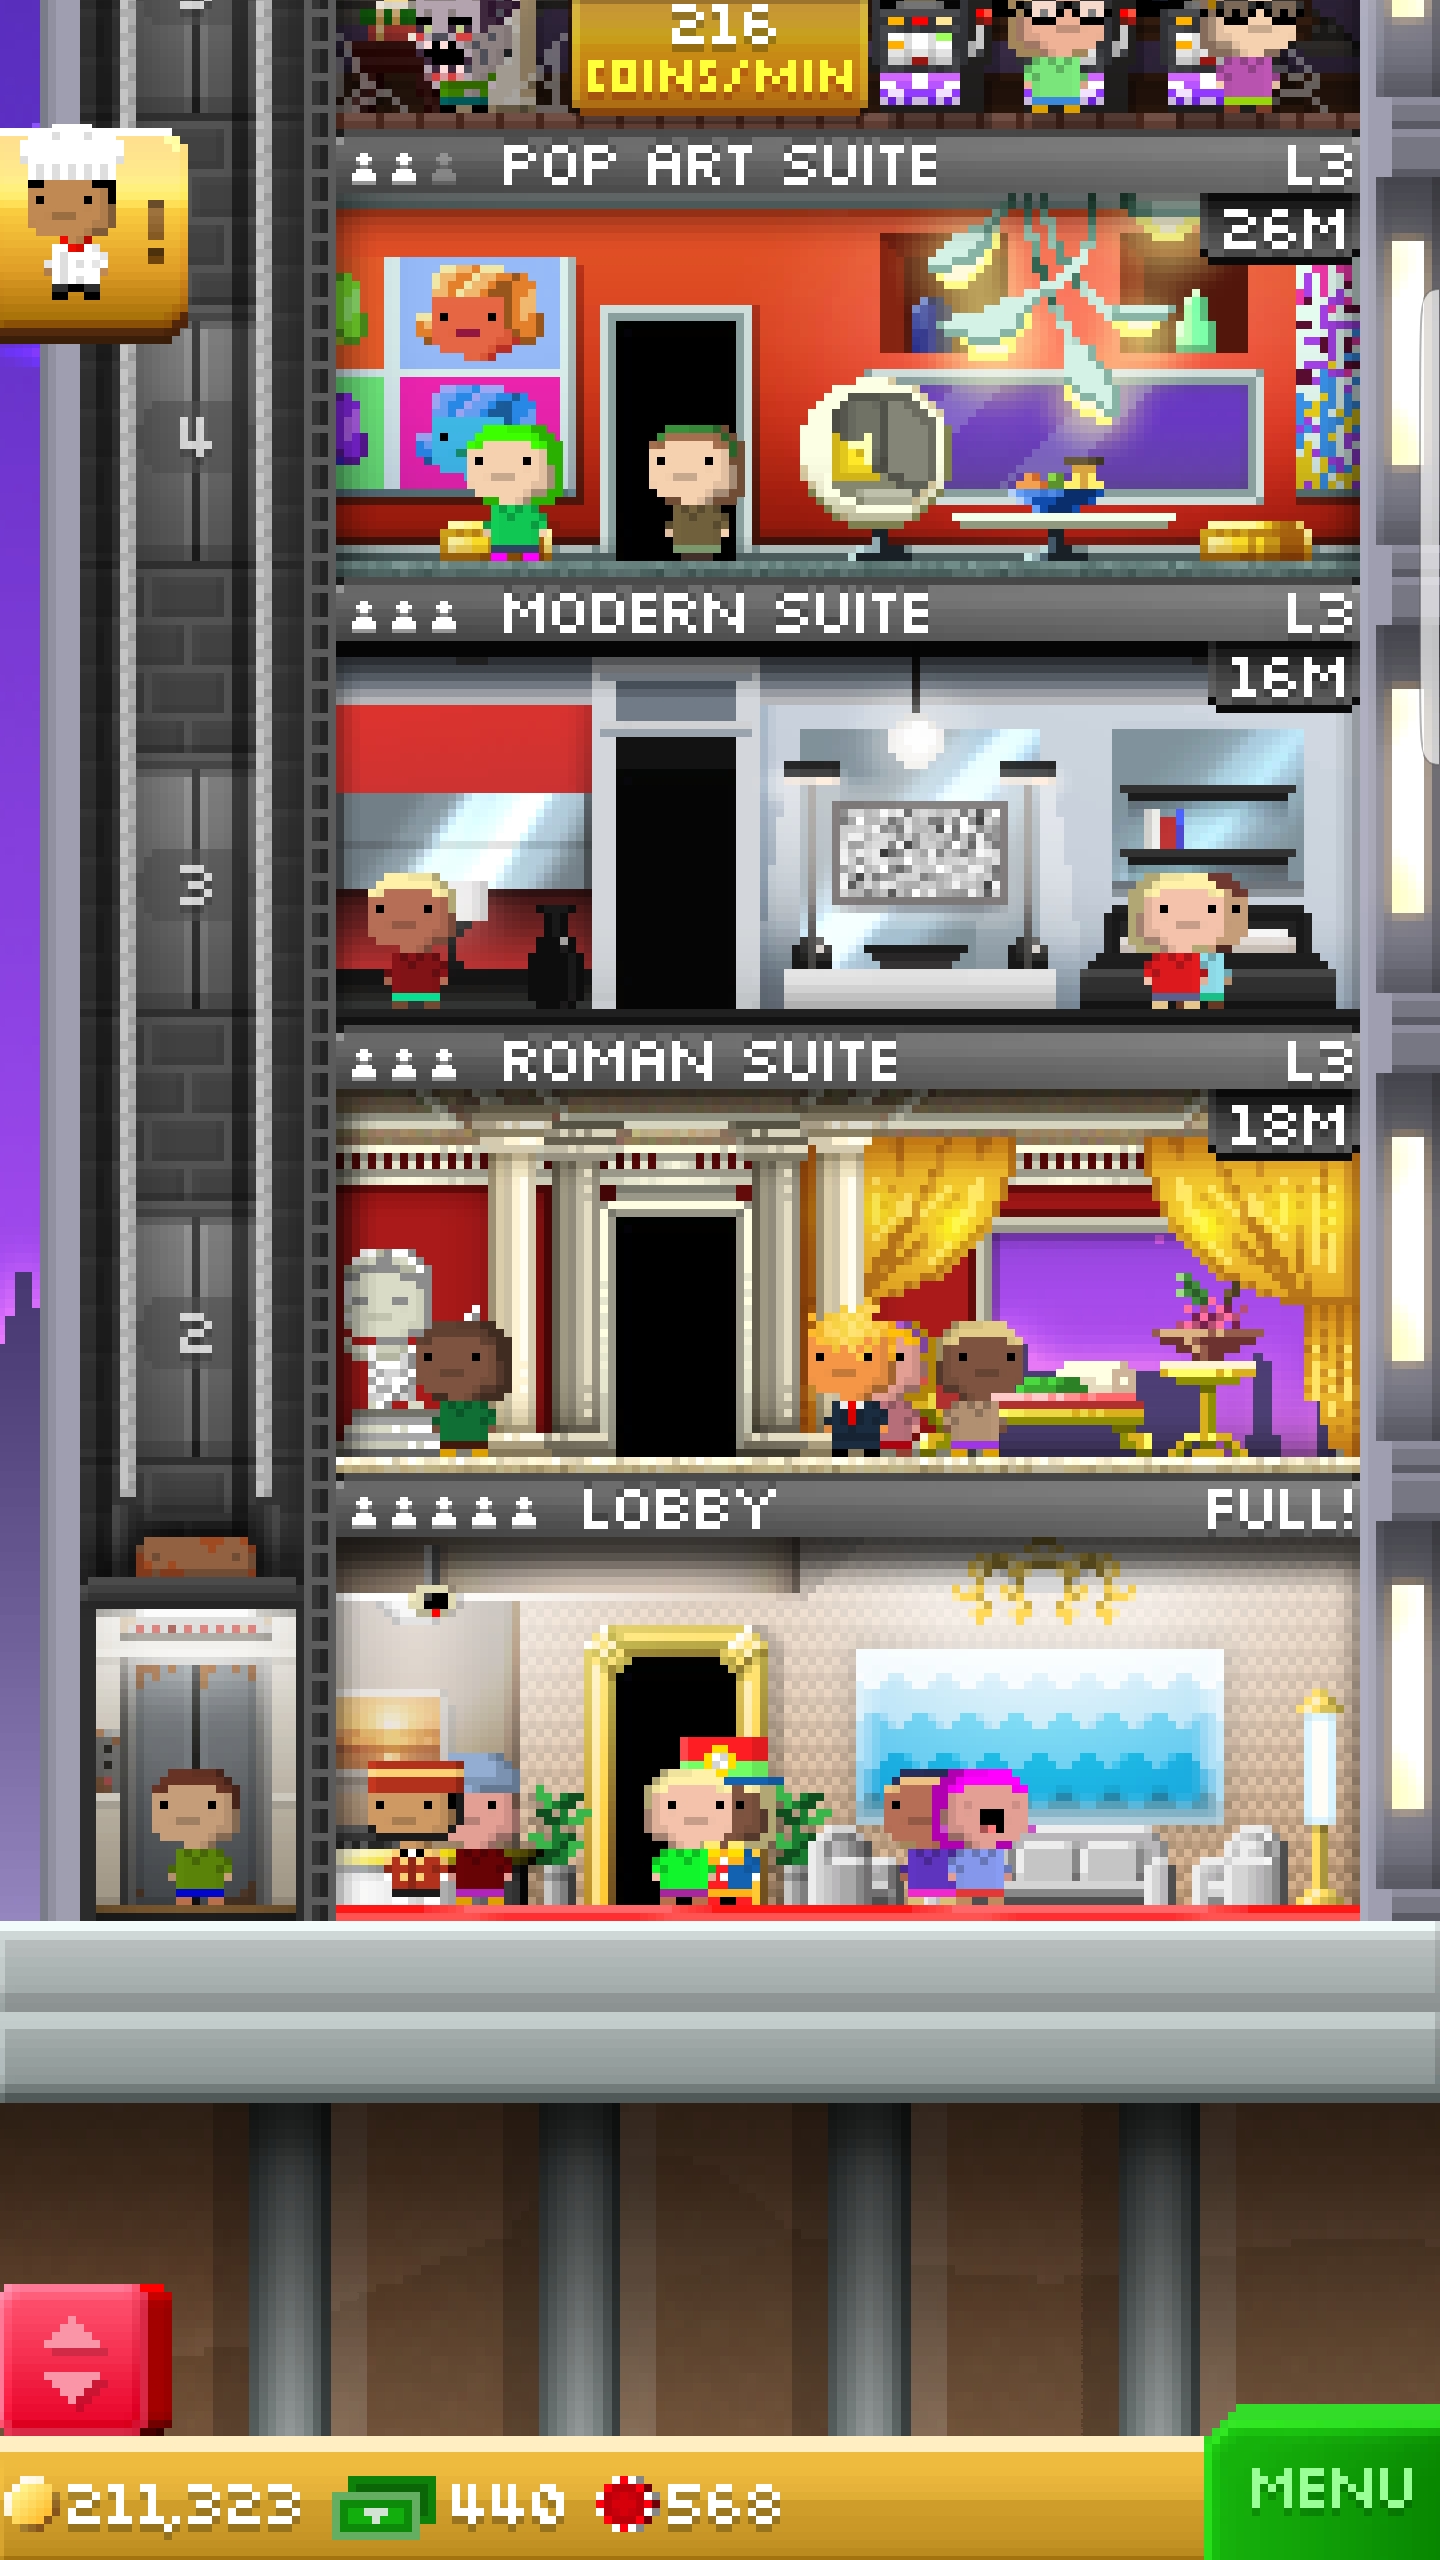 216
COINS/MIN
POP ART SUITE L3
26M
!
4
MODERN SUITE L3
16M
3
ROMAN SUITE L3
18M
2
LOBBY FULL!
211,323 440 568
MENU